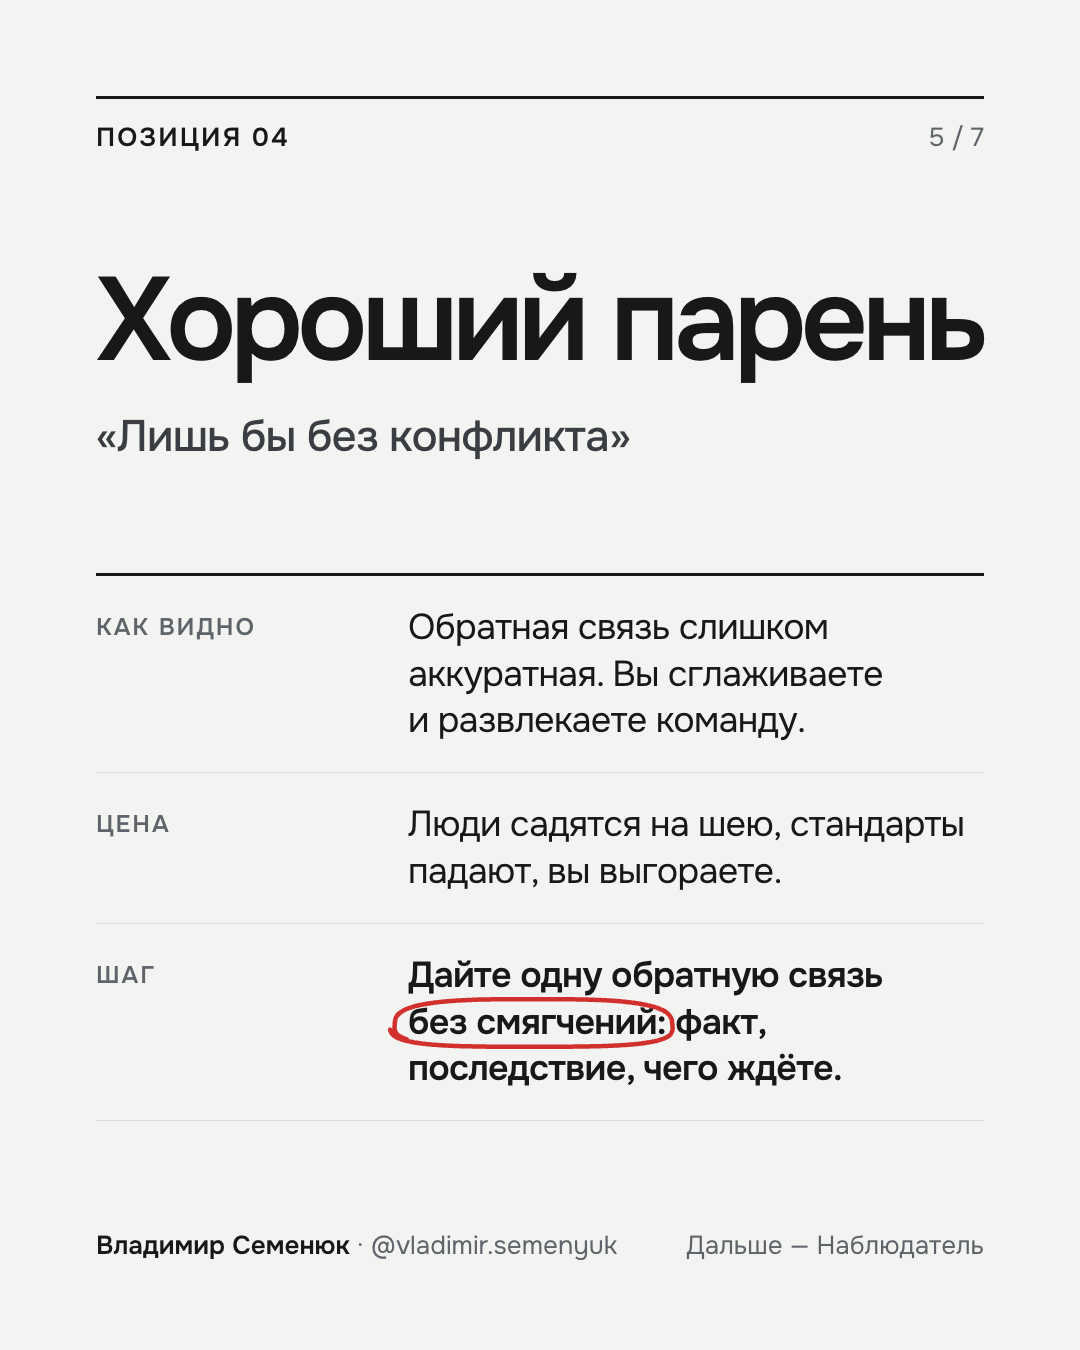 ПОЗИЦИЯ 04
5 / 7
Хороший парень
«Лишь бы без конфликта»
КАК ВИДНО
Обратная связь слишком
аккуратная. Вы сглаживаете
и развлекаете команду.
ЦЕНА
Люди садятся на шею, стандарты
падают, вы выгораете.
ШАГ
Дайте одну обратную связь
без смягчений: факт,
последствие, чего ждёте.
Владимир Семенюк · @vladimir.semenyuk
Дальше — Наблюдатель